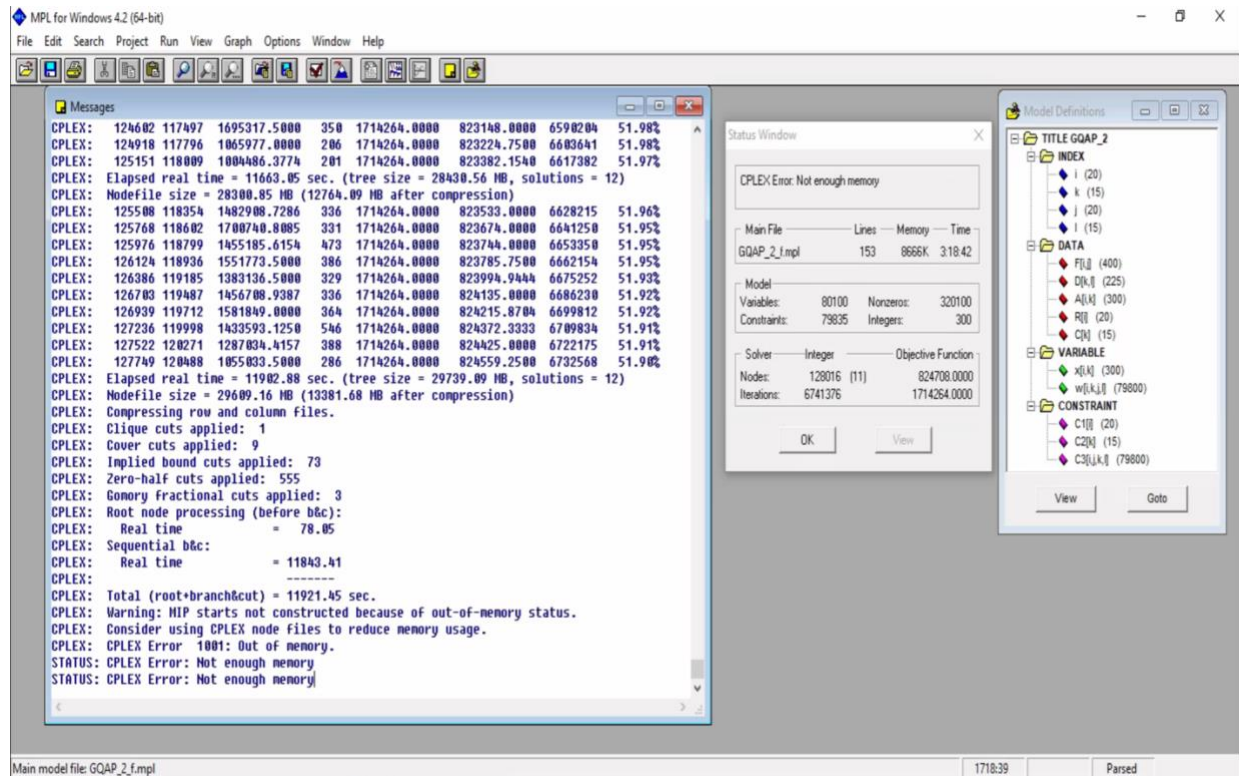 MPL for Windows 4.2 (64-bit)
File Edit Search Project Run View Graph Options Window Help
Messages
CPLEX: 124602 117497 1695317.5000 350 1714264.0000 823148.0000 6590204 51.98%
CPLEX: 124918 117796 1065977.0000 206 1714264.0000 823224.7500 6603641 51.98%
CPLEX: 125151 118009 1004486.3774 201 1714264.0000 823382.1540 6617382 51.97%
CPLEX: Elapsed real time = 11663.05 sec. (tree size = 28430.56 MB, solutions = 12)
CPLEX: Nodefile size = 28300.85 MB (12764.09 MB after compression)
CPLEX: 125508 118354 1482908.7286 336 1714264.0000 823533.0000 6628215 51.96%
CPLEX: 125768 118602 1700740.8085 331 1714264.0000 823674.0000 6641250 51.95%
CPLEX: 125976 118799 1455185.6154 473 1714264.0000 823744.0000 6653350 51.95%
CPLEX: 126124 118936 1551773.5000 386 1714264.0000 823785.7500 6662154 51.95%
CPLEX: 126386 119185 1383136.5000 329 1714264.0000 823994.9444 6675252 51.93%
CPLEX: 126703 119487 1456708.9387 336 1714264.0000 824135.0000 6686230 51.92%
CPLEX: 126939 119712 1581849.0000 364 1714264.0000 824215.8704 6699812 51.92%
CPLEX: 127236 119998 1433593.1250 546 1714264.0000 824372.3333 6709834 51.91%
CPLEX: 127522 120271 1287034.4157 388 1714264.0000 824425.0000 6722175 51.91%
CPLEX: 127749 120488 1055033.5000 286 1714264.0000 824559.2500 6732568 51.90%
CPLEX: Elapsed real time = 11902.88 sec. (tree size = 29739.09 MB, solutions = 12)
CPLEX: Nodefile size = 29609.16 MB (13381.68 MB after compression)
CPLEX: Compressing row and column files.
CPLEX: Clique cuts applied: 1
CPLEX: Cover cuts applied: 9
CPLEX: Implied bound cuts applied: 73
CPLEX: Zero-half cuts applied: 555
CPLEX: Gomory fractional cuts applied: 3
CPLEX: Root node processing (before b&c):
CPLEX: Real time = 78.05
CPLEX: Sequential b&c:
CPLEX: Real time = 11843.41
CPLEX: -------
CPLEX: Total (root+branch&cut) = 11921.45 sec.
CPLEX: Warning: MIP starts not constructed because of out-of-memory status.
CPLEX: Consider using CPLEX node files to reduce memory usage.
CPLEX: CPLEX Error 1001: Out of memory.
STATUS: CPLEX Error: Not enough memory
STATUS: CPLEX Error: Not enough memory
Status Window
CPLEX Error: Not enough memory
Main File Lines Memory Time
GQAP_2_f.mpl 153 8666K 3:18:42
Model
Variables: 80100 Nonzeros: 320100
Constraints: 79835 Integers: 300
Solver Integer Objective Function
Nodes: 128016 (11) 824708.0000
Iterations: 6741376 1714264.0000
OK View
Model Definitions
TITLE GQAP_2
INDEX
i (20)
k (15)
j (20)
l (15)
DATA
F[i,j] (400)
D[k,l] (225)
A[i,k] (300)
R[i] (20)
C[k] (15)
VARIABLE
x[i,k] (300)
w[i,k,j,l] (79800)
CONSTRAINT
C1[i] (20)
C2[k] (15)
C3[i,j,k,l] (79800)
View Goto
Main model file: GQAP_2_f.mpl 1718:39 Parsed